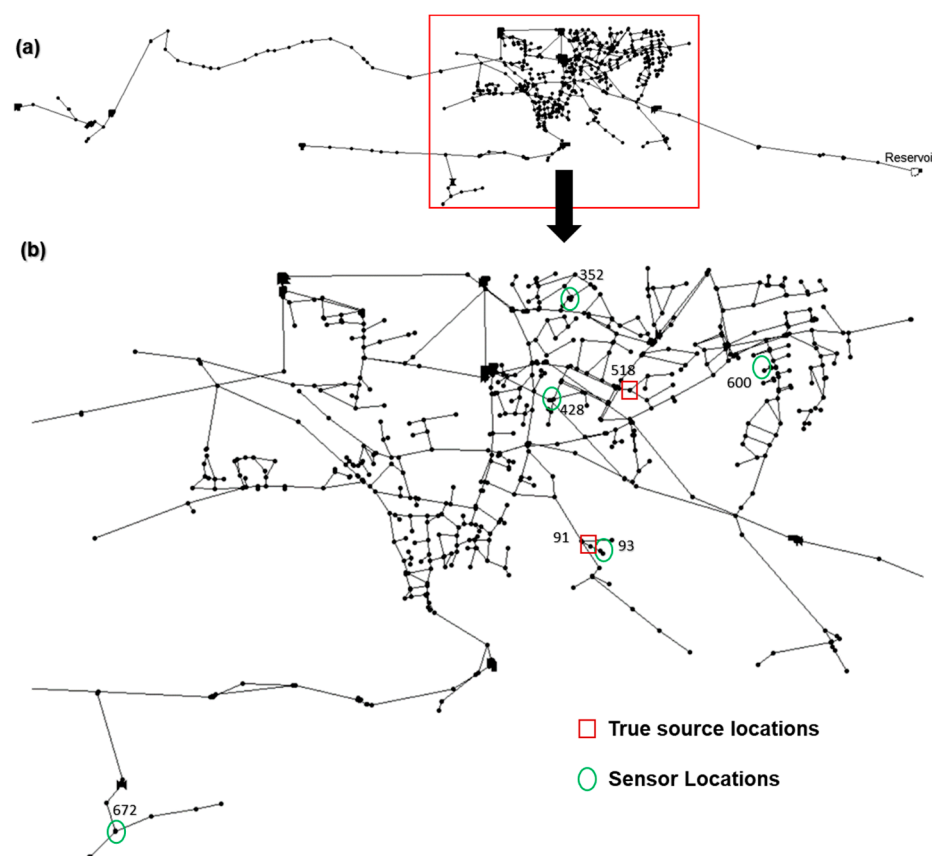 (a)
Reservoi
(b)
352
518
600
428
91
93
True source locations
Sensor Locations
672